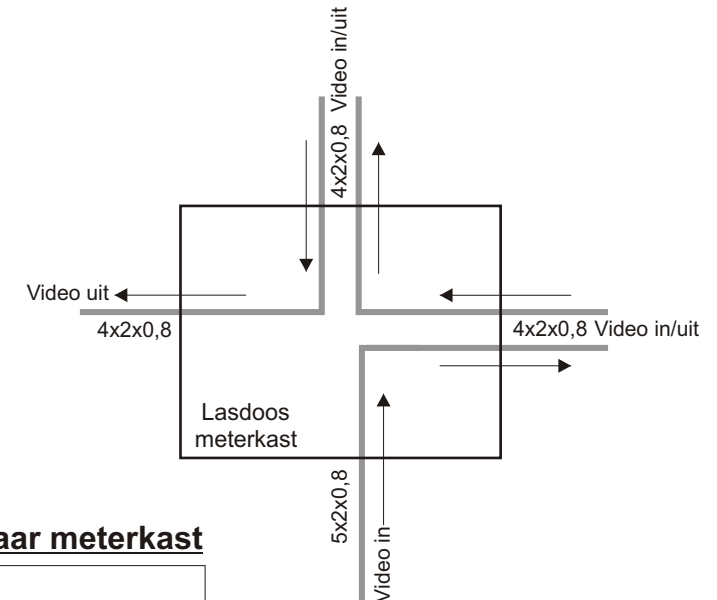 Video in/uit
4x2x0,8
Video uit
4x2x0,8
4x2x0,8 Video in/uit
Lasdoos
meterkast
5x2x0,8
Video in
meterkast